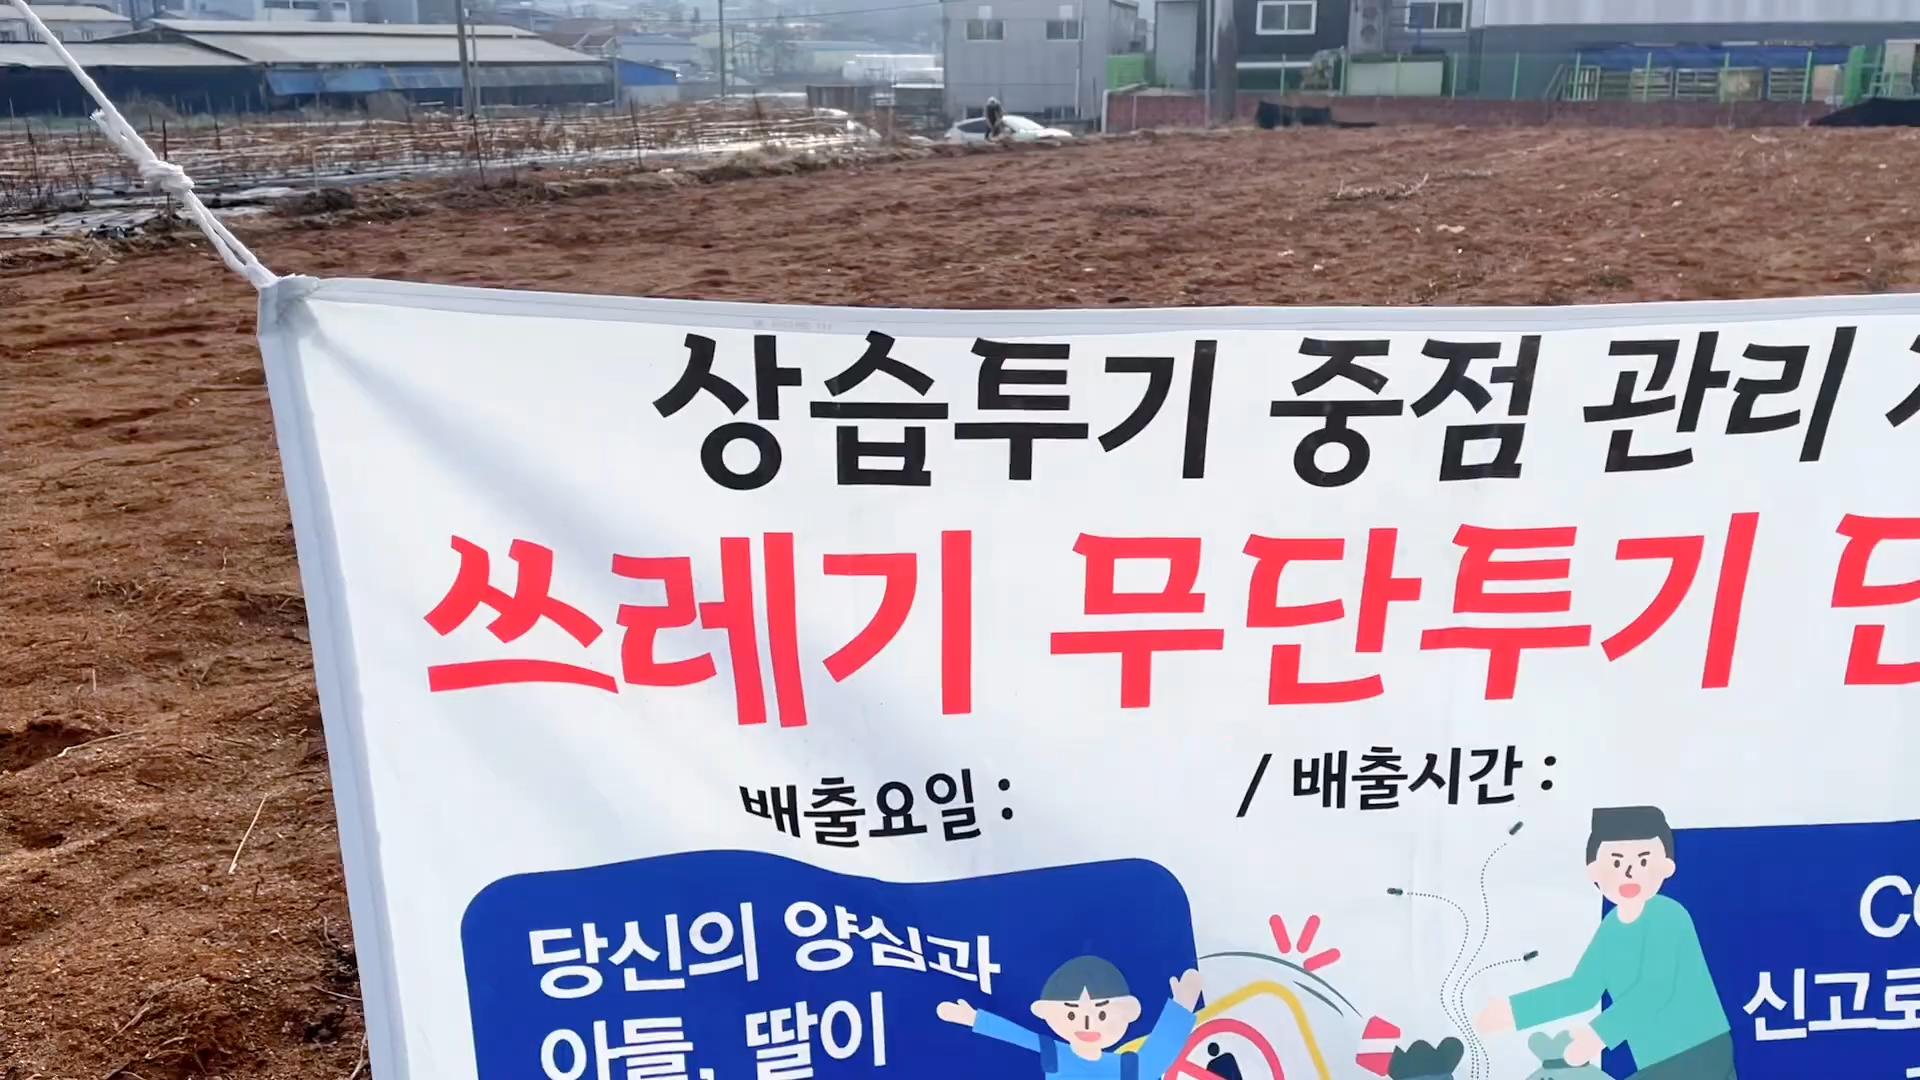 상습투기 중점 관리
쓰레기 무단투기
배출요일 : / 배출시간 :
당신의 양심과
아들, 딸이
신고로